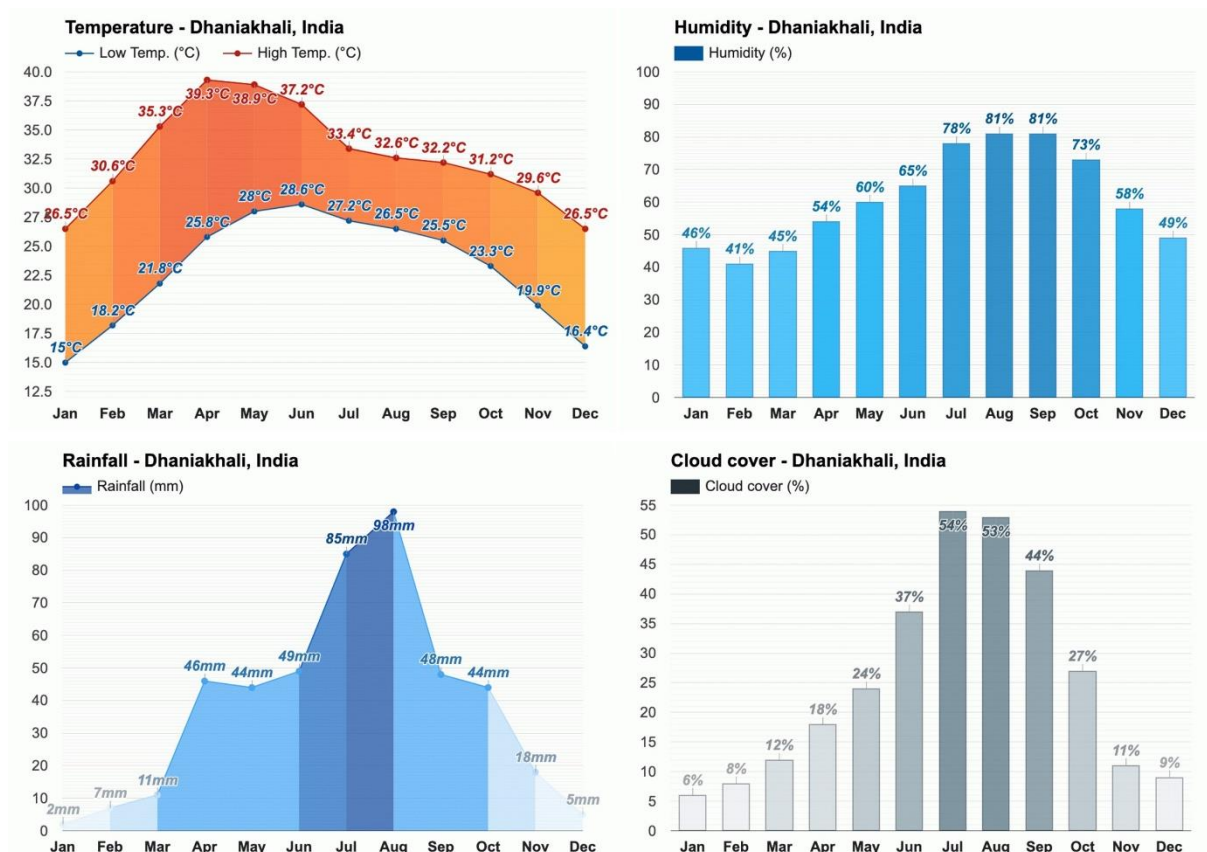 Temperature - Dhaniakhali, India
Low Temp. (°C) High Temp. (°C)
40.0
37.5
35.0
32.5
30.0
27.5
25.0
22.5
20.0
17.5
15.0
12.5
26.5°C 30.6°C 35.3°C 39.3°C 38.9°C 37.2°C 33.4°C 32.6°C 32.2°C 31.2°C 29.6°C 26.5°C
15°C 18.2°C 21.8°C 25.8°C 28°C 28.6°C 27.2°C 26.5°C 25.5°C 23.3°C 19.9°C 16.4°C
Jan Feb Mar Apr May Jun Jul Aug Sep Oct Nov Dec
Humidity - Dhaniakhali, India
Humidity (%)
100
90
80
70
60
50
40
30
20
10
0
46% 41% 45% 54% 60% 65% 78% 81% 81% 73% 58% 49%
Jan Feb Mar Apr May Jun Jul Aug Sep Oct Nov Dec
Rainfall - Dhaniakhali, India
Rainfall (mm)
100
90
80
70
60
50
40
30
20
10
0
2mm 7mm 11mm 46mm 44mm 49mm 85mm 98mm 48mm 44mm 18mm 5mm
Jan Feb Mar Apr May Jun Jul Aug Sep Oct Nov Dec
Cloud cover - Dhaniakhali, India
Cloud cover (%)
55
50
45
40
35
30
25
20
15
10
5
0
6% 8% 12% 18% 24% 37% 54% 53% 44% 27% 11% 9%
Jan Feb Mar Apr May Jun Jul Aug Sep Oct Nov Dec